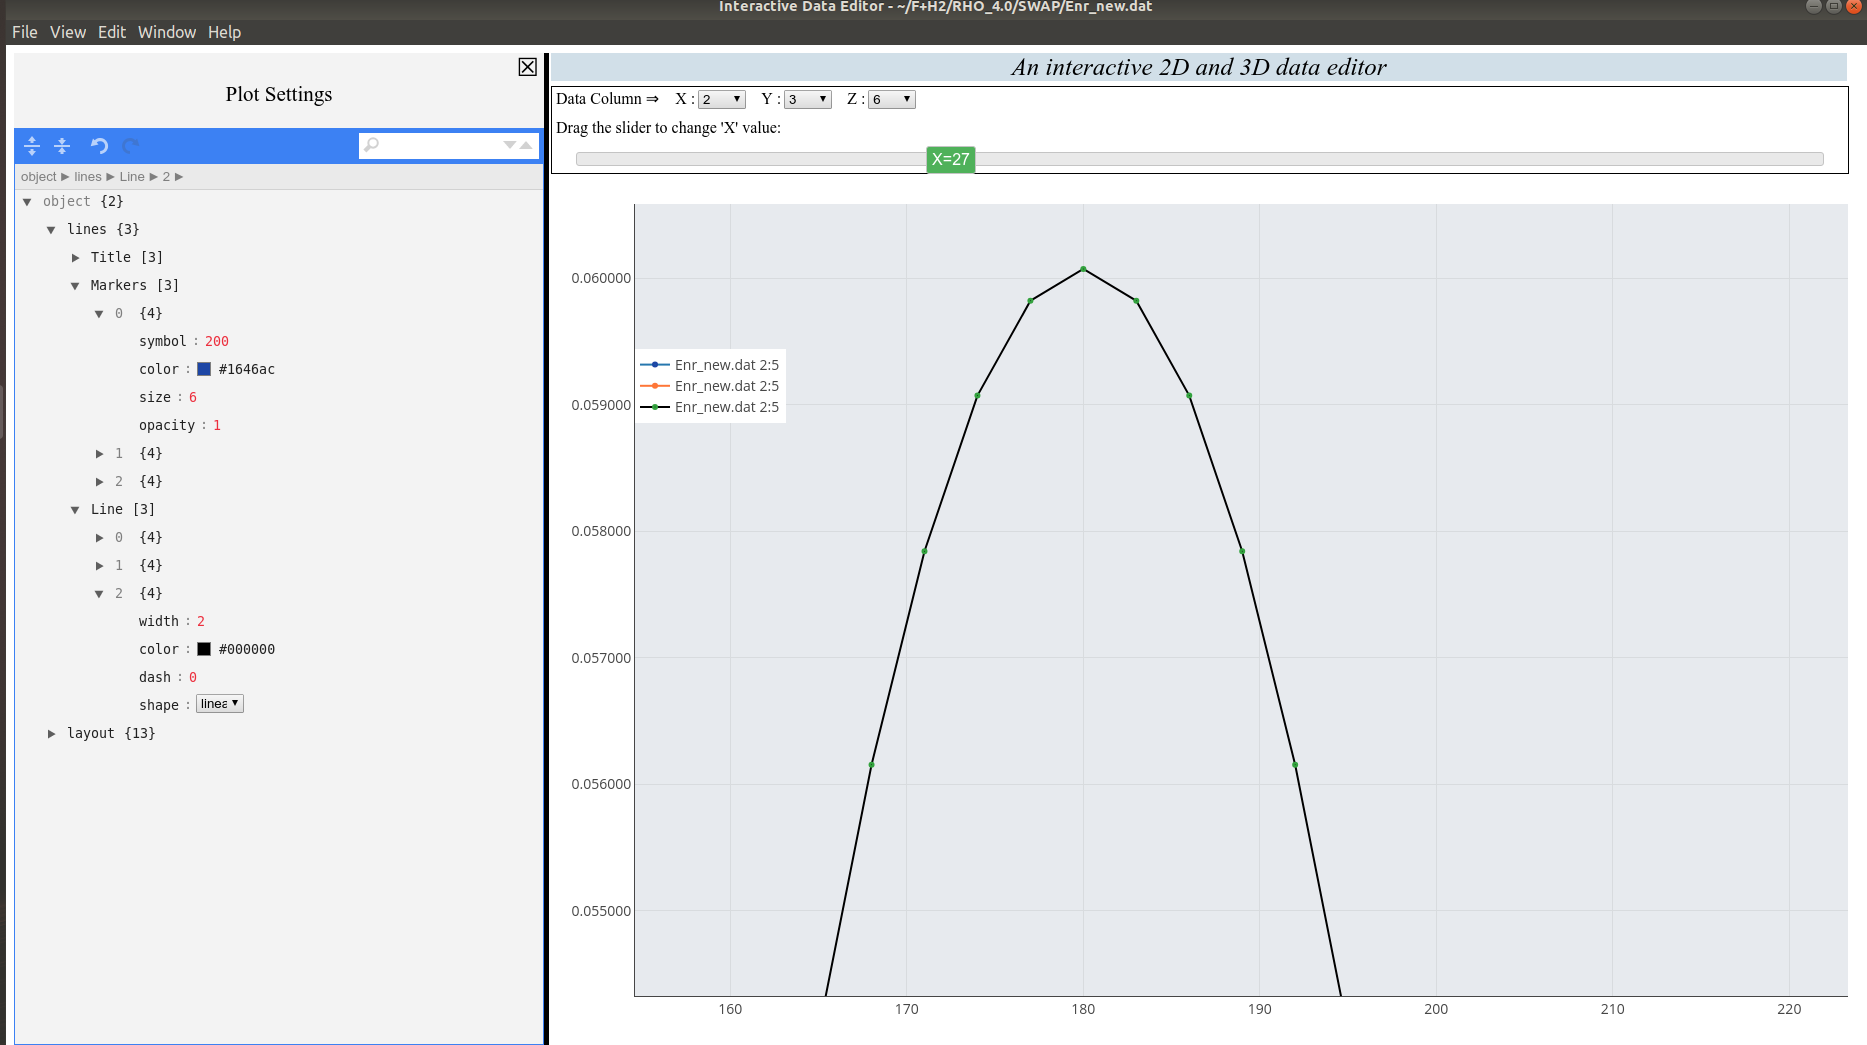 Interactive Data Editor - ~/F+H2/RHO_4.0/SWAP/Enr_new.dat
File View Edit Window Help
Plot Settings
object ▶ lines ▶ Line ▶ 2 ▶
object {2}
lines {3}
Title [3]
Markers [3]
0 {4}
symbol : 200
color : #1646ac
size : 6
opacity : 1
1 {4}
2 {4}
Line [3]
0 {4}
1 {4}
2 {4}
width : 2
color : #000000
dash : 0
shape : linea
layout {13}
An interactive 2D and 3D data editor
Data Column ⇒ X : 2 Y : 3 Z : 6
Drag the slider to change 'X' value:
X=27
0.060000
0.059000
0.058000
0.057000
0.056000
0.055000
Enr_new.dat 2:5
Enr_new.dat 2:5
Enr_new.dat 2:5
160 170 180 190 200 210 220